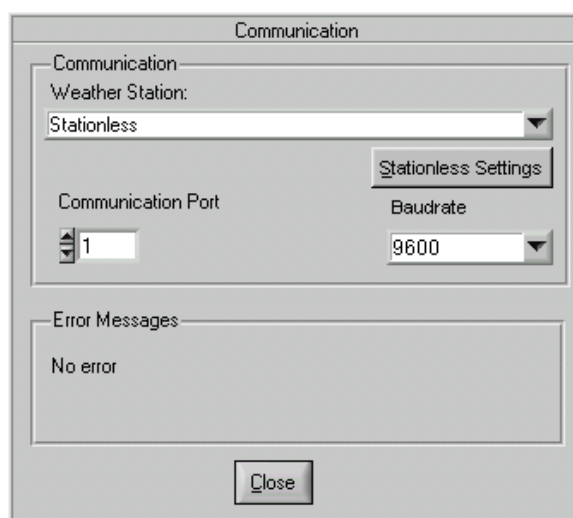 Communication
Communication
Weather Station:
Stationless
Stationless Settings
Communication Port
Baudrate
1
9600
Error Messages
No error
Close